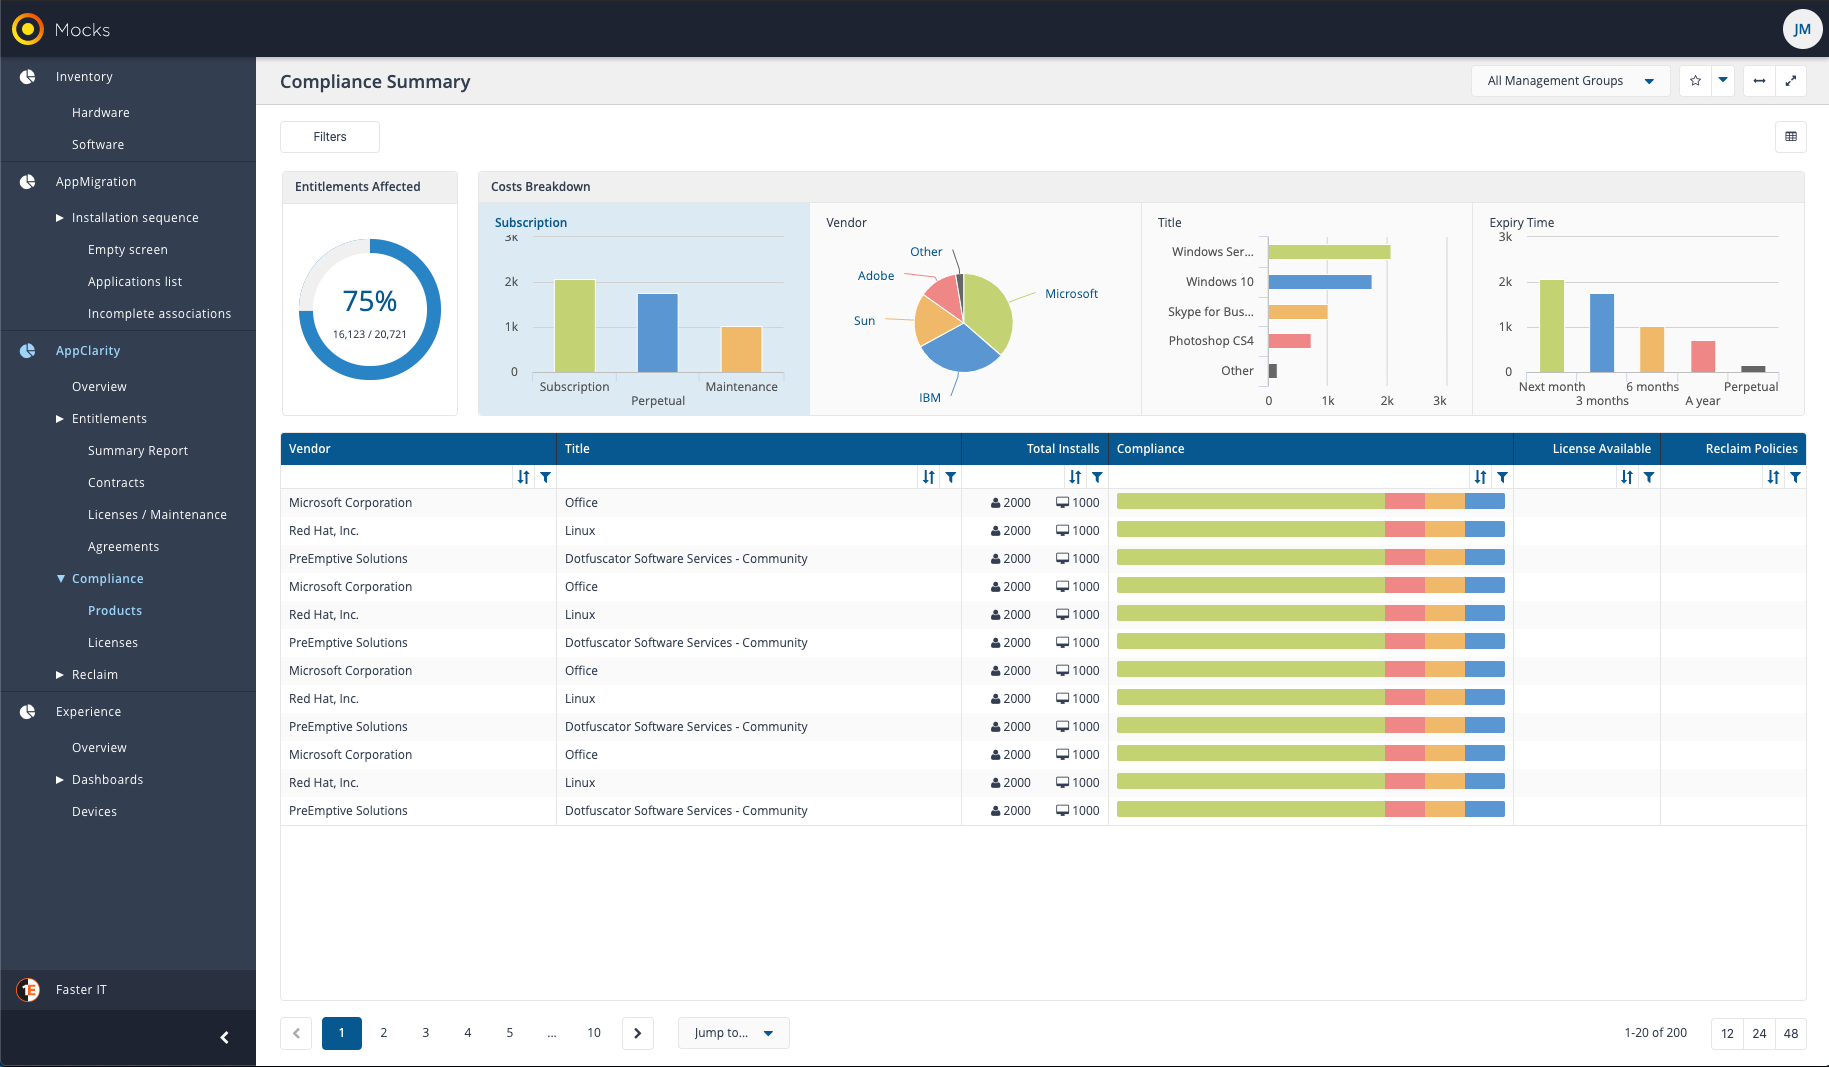 Mocks
JM
Inventory
Hardware
Software
AppMigration
Installation sequence
Empty screen
Applications list
Incomplete associations
AppClarity
Overview
Entitlements
Summary Report
Contracts
Licenses / Maintenance
Agreements
Compliance
Products
Licenses
Reclaim
Experience
Overview
Dashboards
Devices
1E Faster IT
Compliance Summary
All Management Groups
Filters
Entitlements Affected
75%
16,123 / 20,721
Costs Breakdown
Subscription
3k
2k
1k
0
Subscription
Perpetual
Maintenance
Vendor
Other
Adobe
Microsoft
Sun
IBM
Title
Windows Ser...
Windows 10
Skype for Bus...
Photoshop CS4
Other
0 1k 2k 3k
Expiry Time
3k
2k
1k
0
Next month
3 months
6 months
A year
Perpetual
Vendor Title Total Installs Compliance License Available Reclaim Policies
Microsoft Corporation Office 2000 1000
Red Hat, Inc. Linux 2000 1000
PreEmptive Solutions Dotfuscator Software Services - Community 2000 1000
Microsoft Corporation Office 2000 1000
Red Hat, Inc. Linux 2000 1000
PreEmptive Solutions Dotfuscator Software Services - Community 2000 1000
Microsoft Corporation Office 2000 1000
Red Hat, Inc. Linux 2000 1000
PreEmptive Solutions Dotfuscator Software Services - Community 2000 1000
Microsoft Corporation Office 2000 1000
Red Hat, Inc. Linux 2000 1000
PreEmptive Solutions Dotfuscator Software Services - Community 2000 1000
1 2 3 4 5 ... 10 Jump to... 1-20 of 200 12 24 48